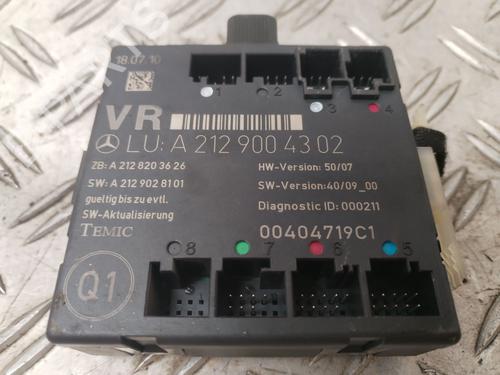 18.07.10
1 2 3 4
VR
LU: A 212 900 43 02
ZB: A 212 820 36 26
HW-Version: 50/07
SW: A 212 902 81 01
SW-Version:40/09_00
gueltig bis zu evtl.
Diagnostic ID: 000211
SW-Aktualisierung
TEMIC
00404719C1
8 7 6 5
Q1